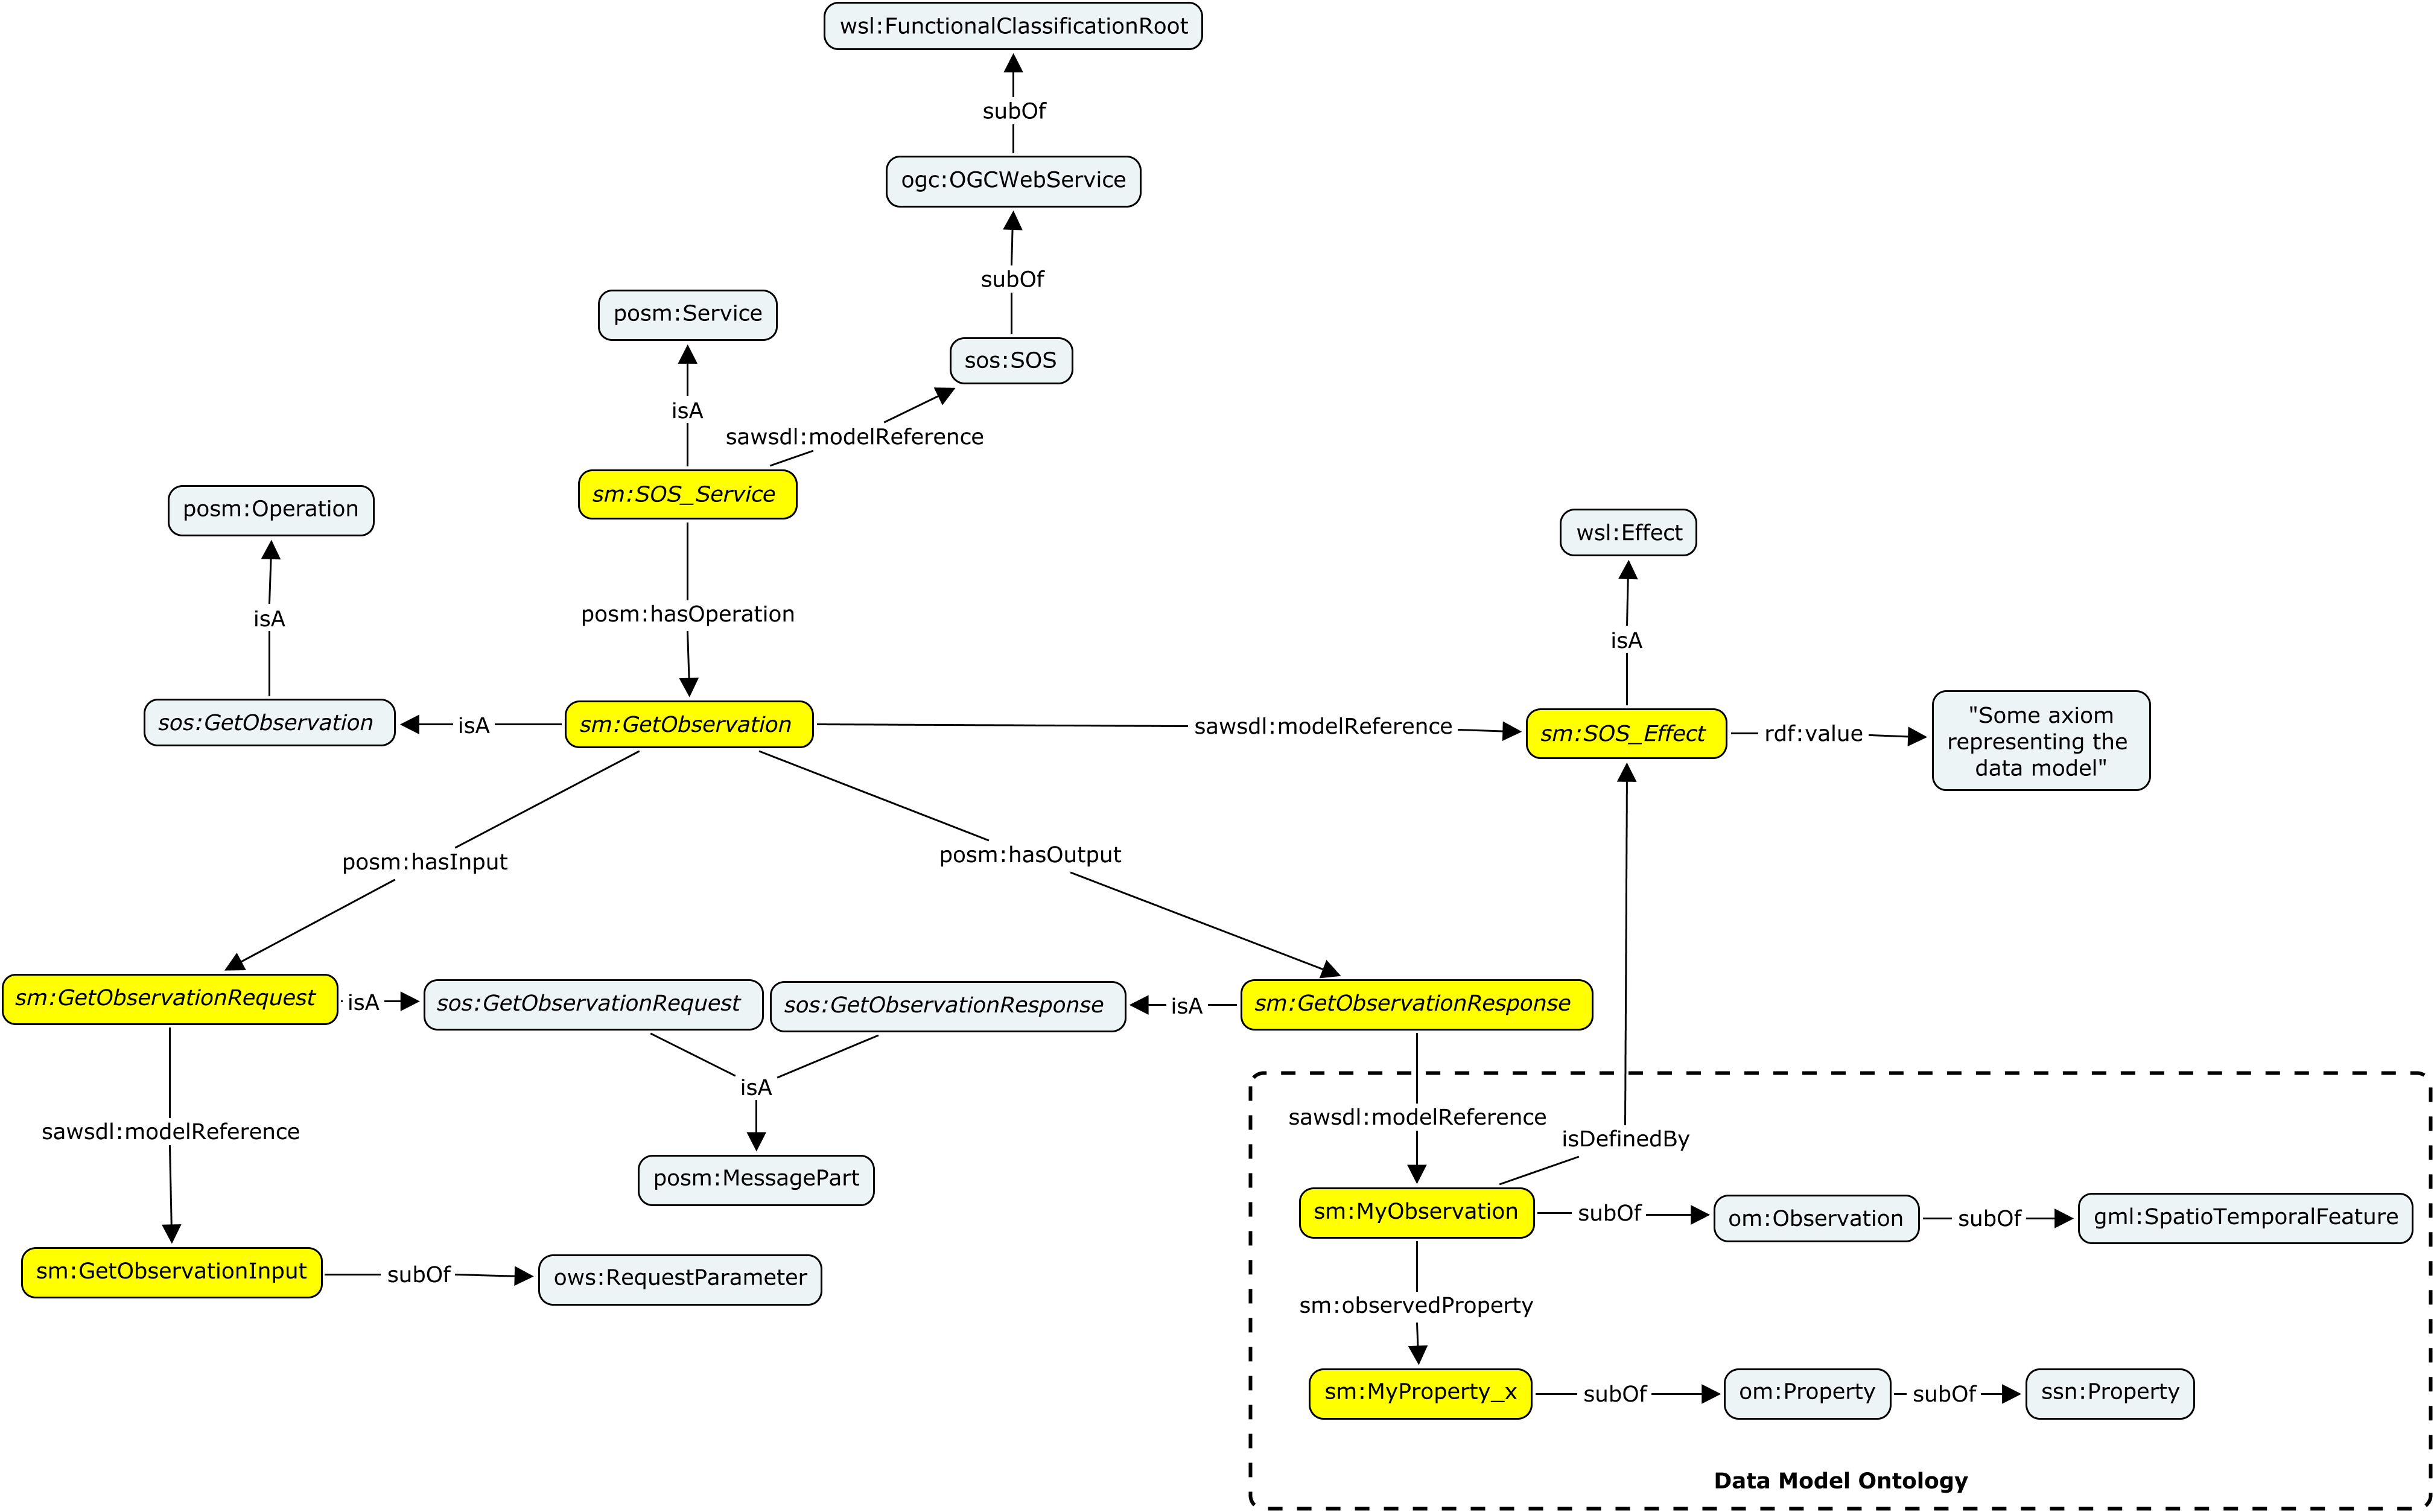 wsl:FunctionalClassificationRoot
subOf
ogc:OGCWebService
subOf
posm:Service
sos:SOS
isA
sawsdl:modelReference
sm:SOS_Service
posm:Operation
wsl:Effect
posm:hasOperation
isA
isA
sos:GetObservation
isA
sm:GetObservation
sawsdl:modelReference
sm:SOS_Effect
rdf:value
"Some axiom
representing the
data model"
posm:hasInput
posm:hasOutput
sm:GetObservationRequest
isA
sos:GetObservationRequest
sos:GetObservationResponse
isA
sm:GetObservationResponse
isA
sawsdl:modelReference
sawsdl:modelReference
isDefinedBy
posm:MessagePart
sm:MyObservation
subOf
om:Observation
subOf
gml:SpatioTemporalFeature
sm:GetObservationInput
subOf
ows:RequestParameter
sm:observedProperty
sm:MyProperty_x
subOf
om:Property
subOf
ssn:Property
Data Model Ontology